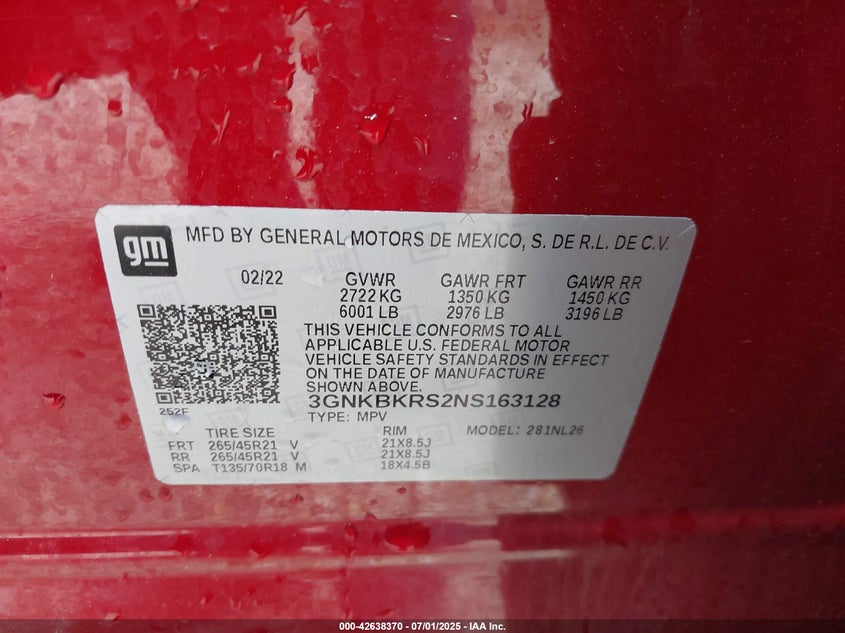 gm MFD BY GENERAL MOTORS DE MEXICO, S. DE R.L. DE C.V.
02/22 GVWR GAWR FRT GAWR RR
2722 KG 1350 KG 1450 KG
6001 LB 2976 LB 3196 LB
THIS VEHICLE CONFORMS TO ALL
APPLICABLE U.S. FEDERAL MOTOR
VEHICLE SAFETY STANDARDS IN EFFECT
ON THE DATE OF MANUFACTURE
SHOWN ABOVE.
252F 3GNKBKRS2NS163128
TYPE: MPV
TIRE SIZE RIM MODEL: 281NL26
FRT 265/45R21 V 21X8.5J
RR 265/45R21 V 21X8.5J
SPA T135/70R18 M 18X4.5B
000-42638370 - 07/01/2025 - IAA Inc.